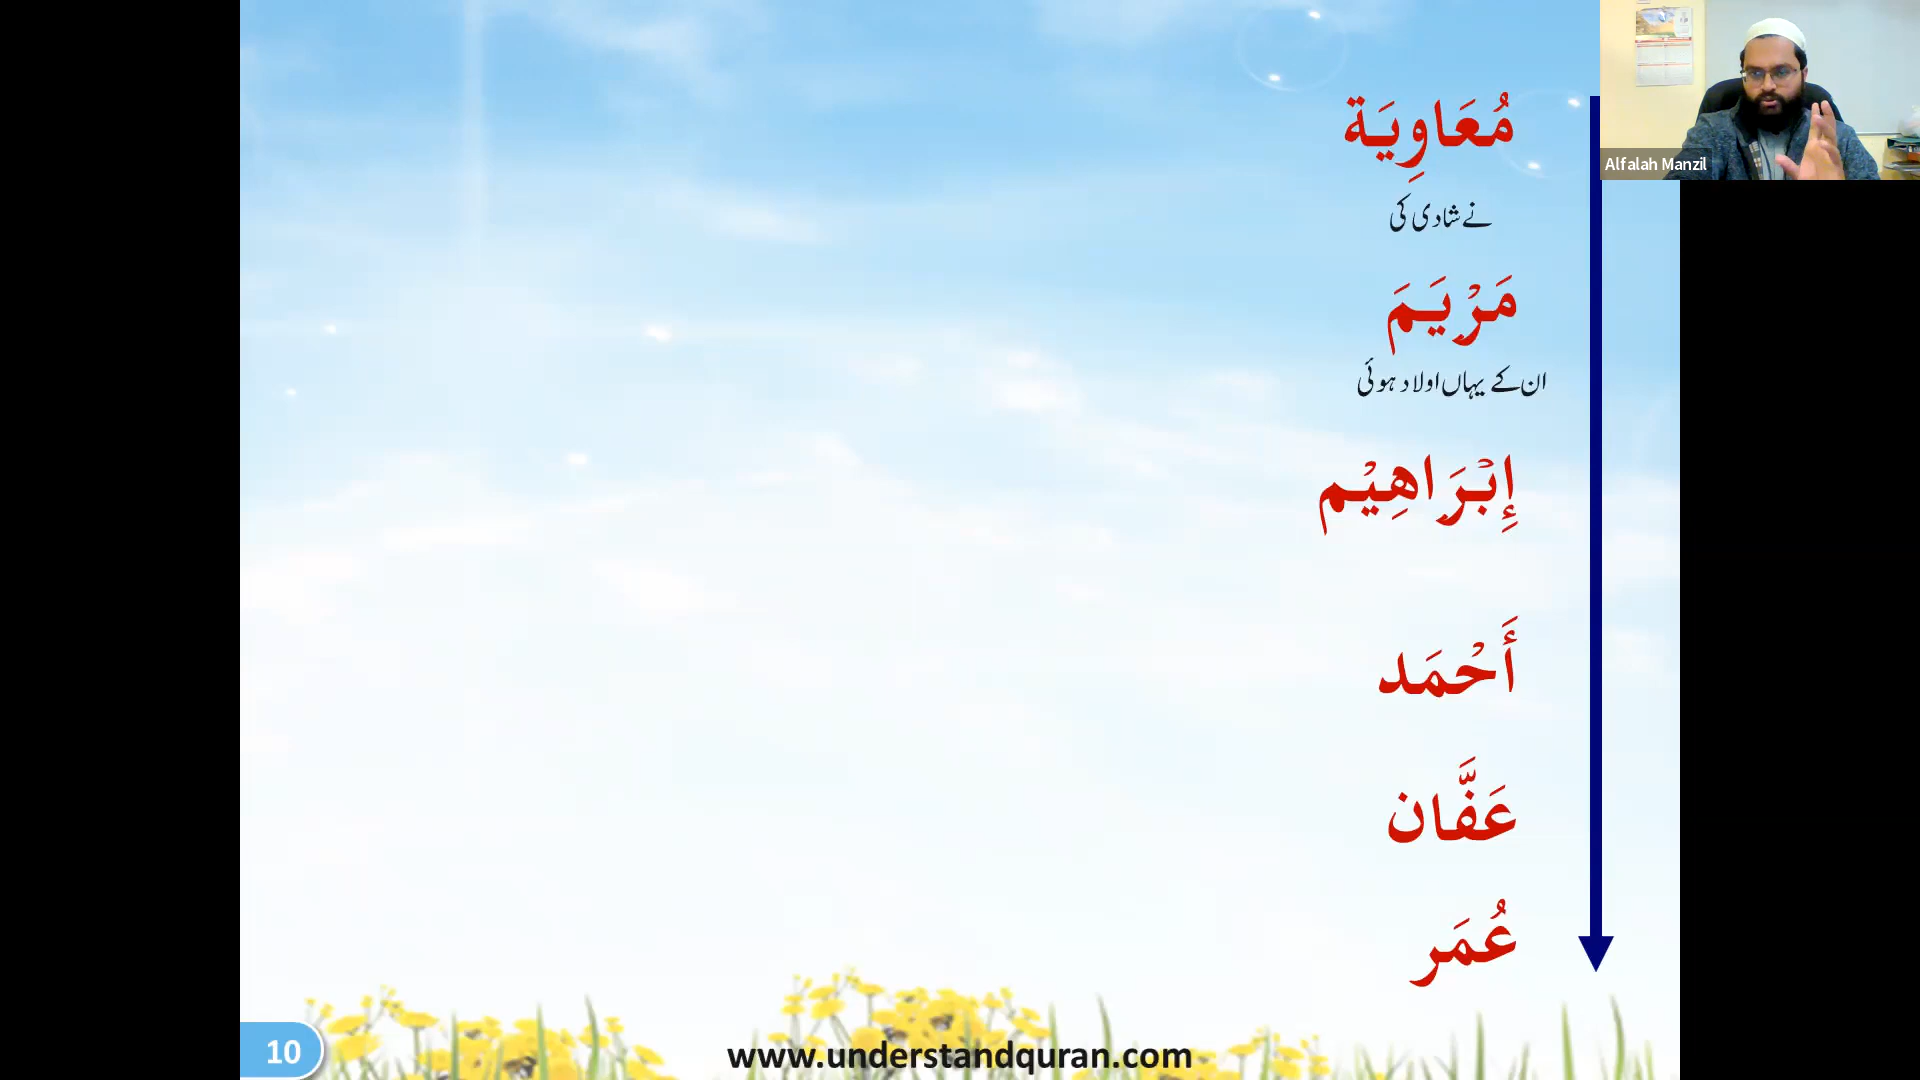 مُعَاوِيَة
نے شادی کی
مَرْيَمَ
ان کے یہاں اولاد ہوئی
إِبْرَاهِيْم
أَحْمَد
عَفَّان
عُمَر
Alfalah Manzil
10
www.understandquran.com